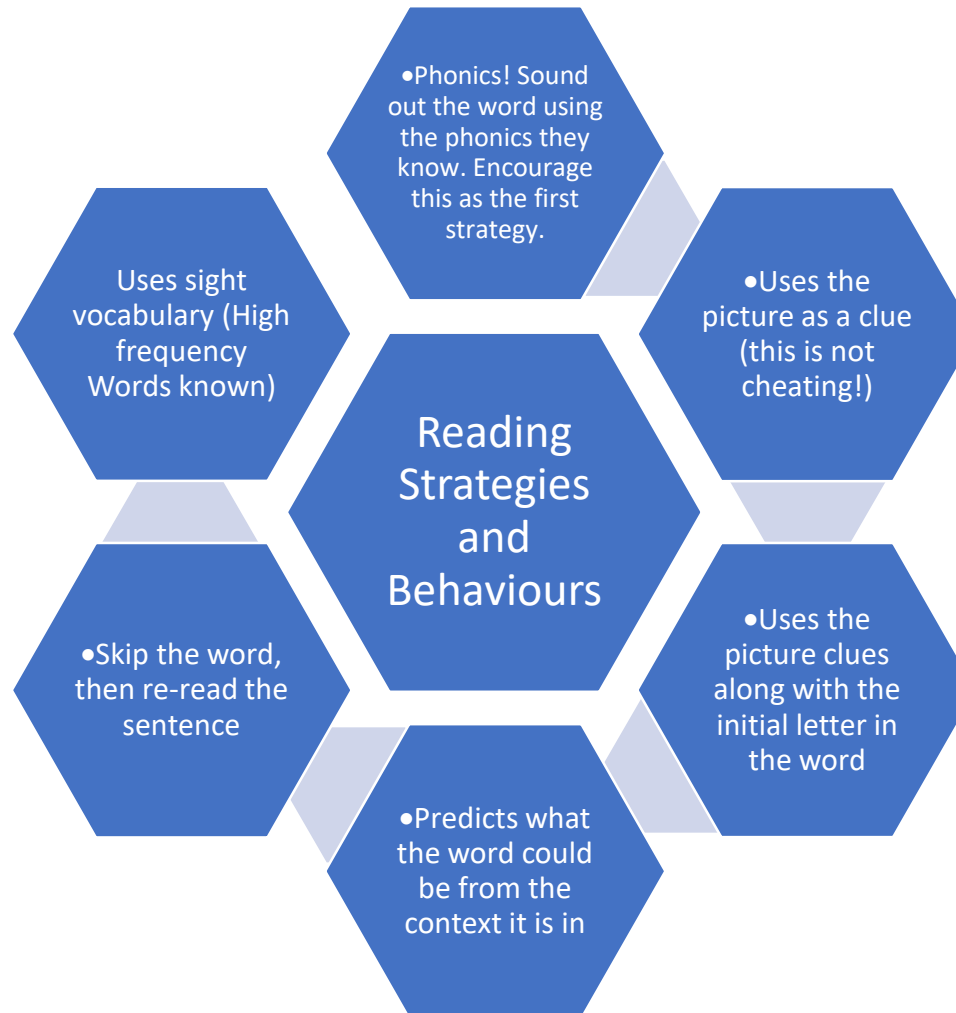 •Phonics! Sound
out the word using
the phonics they
know. Encourage
this as the first
strategy.
•Uses the
picture as a clue
(this is not
cheating!)
•Uses the
picture clues
along with the
initial letter in
the word
•Predicts what
the word could
be from the
context it is in
•Skip the word,
then re-read the
sentence
Uses sight
vocabulary (High
frequency
Words known)
Reading
Strategies
and
Behaviours